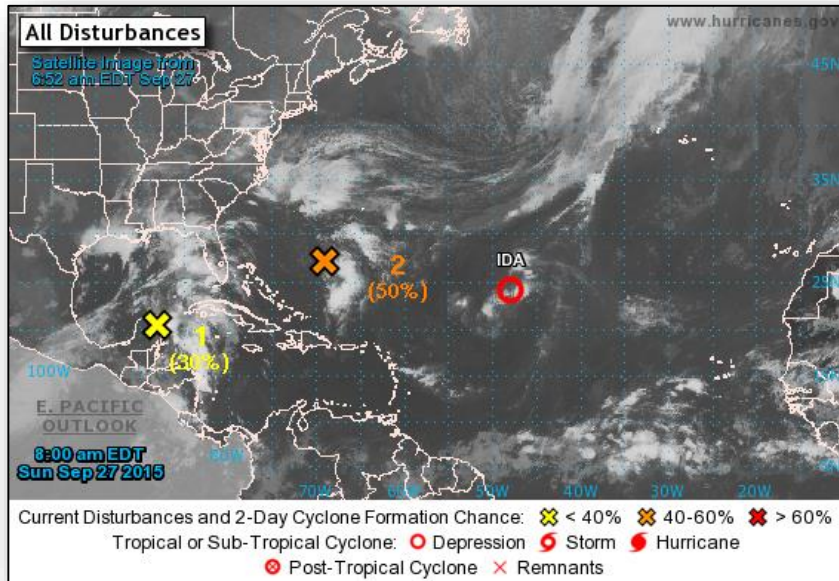 All Disturbances
www.hurricanes.gov
Satellite Image from
6:52 am EDT Sep 27
45N
35N
IDA
2
(50%)
25N
1
(30%)
100W
15N
E. PACIFIC
OUTLOOK
8:00 am EDT
Sun Sep 27 2015
80W
70W 60W 50W 40W 30W 20W
Current Disturbances and 2-Day Cyclone Formation Chance: < 40% 40-60% > 60%
Tropical or Sub-Tropical Cyclone: Depression Storm Hurricane
Post-Tropical Cyclone Remnants